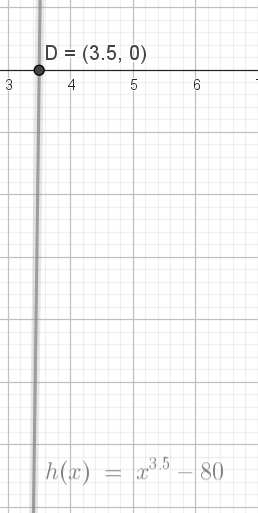 D = (3.5, 0)
3 4 5 6
h(x) = x^{3.5} − 80